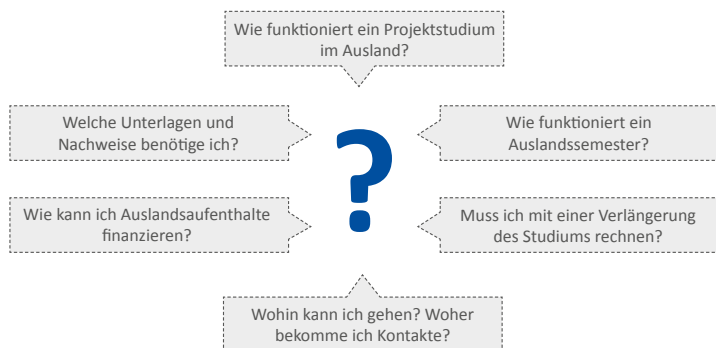 Wie funktioniert ein Projektstudium
im Ausland?
Welche Unterlagen und
Nachweise benötige ich?
Wie funktioniert ein
Auslandssemester?
?
Wie kann ich Auslandsaufenthalte
finanzieren?
Muss ich mit einer Verlängerung
des Studiums rechnen?
Wohin kann ich gehen? Woher
bekomme ich Kontakte?